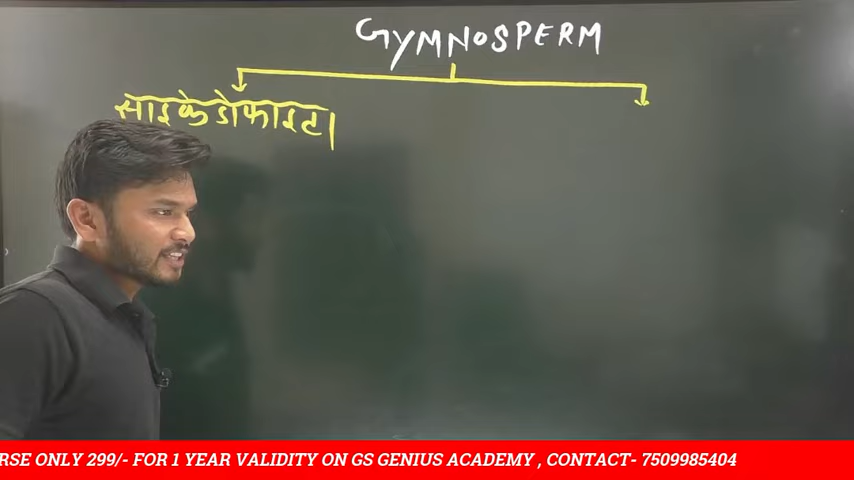 GYMNOSPERM
साइकेडोफाइटा
RSE ONLY 299/- FOR 1 YEAR VALIDITY ON GS GENIUS ACADEMY , CONTACT- 7509985404